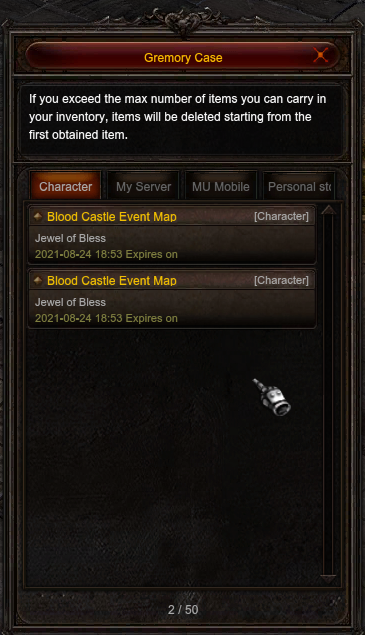 Gremory Case
If you exceed the max number of items you can carry in
your inventory, items will be deleted starting from the
first obtained item.
Character My Server MU Mobile Personal sto
Blood Castle Event Map [Character]
Jewel of Bless
2021-08-24 18:53 Expires on
Blood Castle Event Map [Character]
Jewel of Bless
2021-08-24 18:53 Expires on
2 / 50